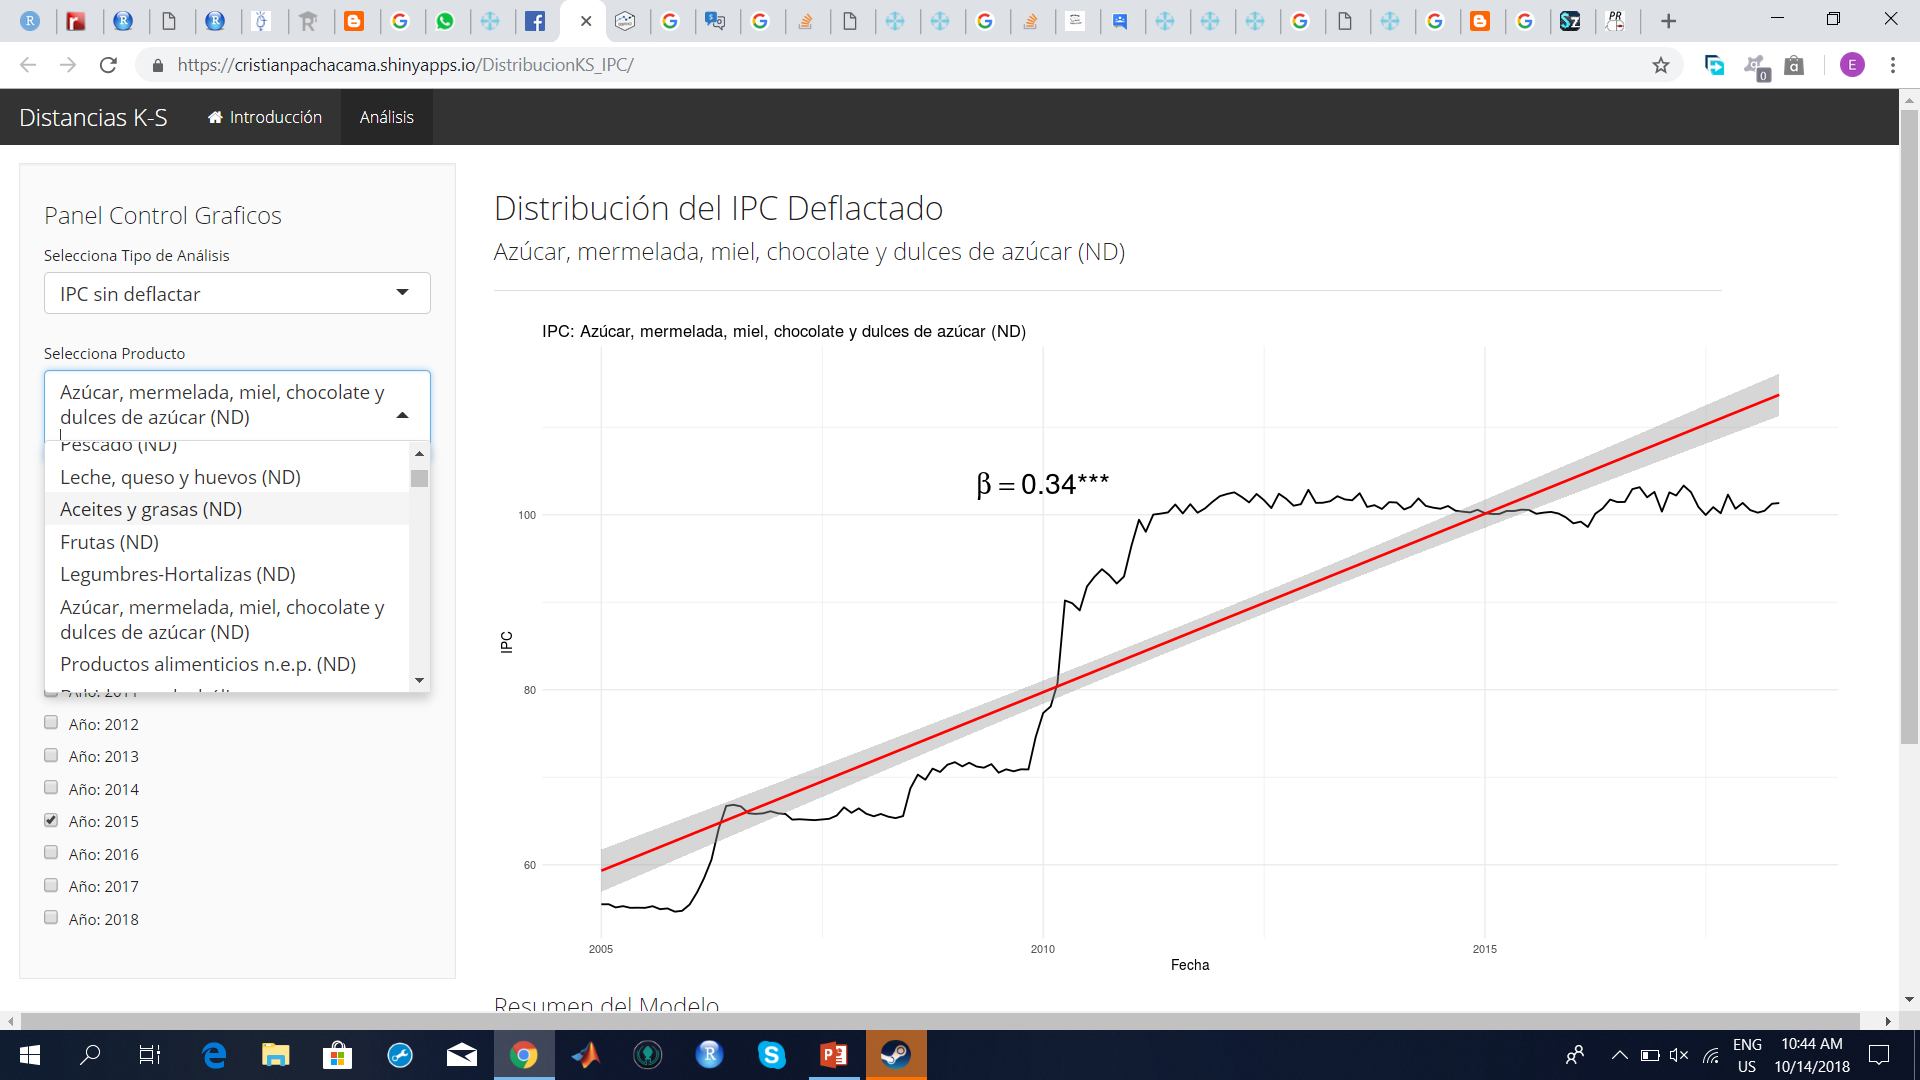 https://cristianpachacama.shinyapps.io/DistribucionKS_IPC/
0
E
Distancias K-S
Introducción
Análisis
Panel Control Graficos
Selecciona Tipo de Análisis
IPC sin deflactar
Selecciona Producto
Azúcar, mermelada, miel, chocolate y
dulces de azúcar (ND)
Pescado (ND)
Leche, queso y huevos (ND)
Aceites y grasas (ND)
Frutas (ND)
Legumbres-Hortalizas (ND)
Azúcar, mermelada, miel, chocolate y
dulces de azúcar (ND)
Productos alimenticios n.e.p. (ND)
Año: 2012
Año: 2013
Año: 2014
Año: 2015
Año: 2016
Año: 2017
Año: 2018
Distribución del IPC Deflactado
Azúcar, mermelada, miel, chocolate y dulces de azúcar (ND)
IPC: Azúcar, mermelada, miel, chocolate y dulces de azúcar (ND)
β = 0.34***
100
80
60
IPC
2005
2010
2015
Fecha
Resumen del Modelo
ENG
US
10:44 AM
10/14/2018